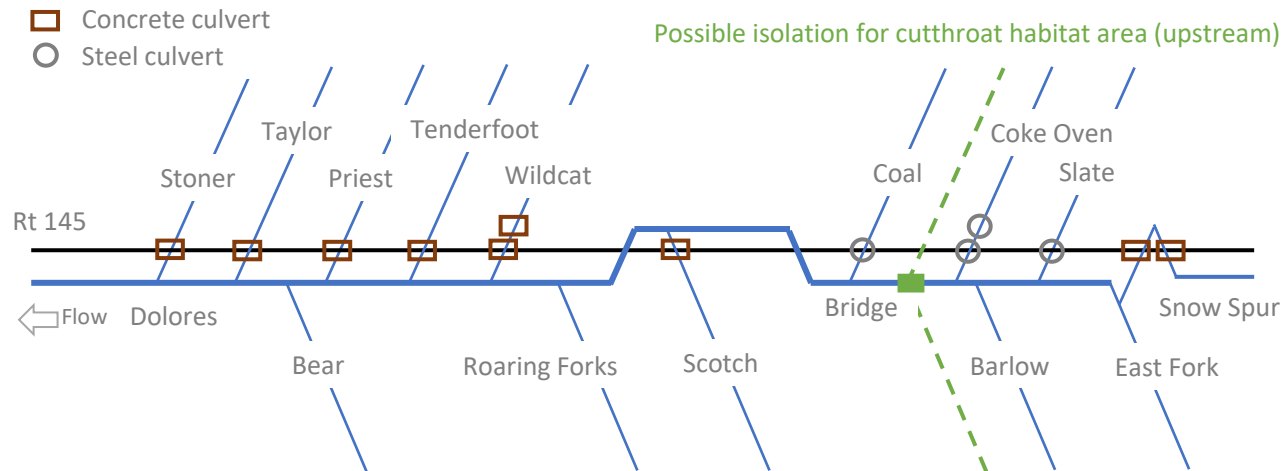 Concrete culvert
Steel culvert
Possible isolation for cutthroat habitat area (upstream)
Taylor
Tenderfoot
Coke Oven
Stoner
Priest
Wildcat
Coal
Slate
Rt 145
Flow
Dolores
Bridge
Snow Spur
Bear
Roaring Forks
Scotch
Barlow
East Fork